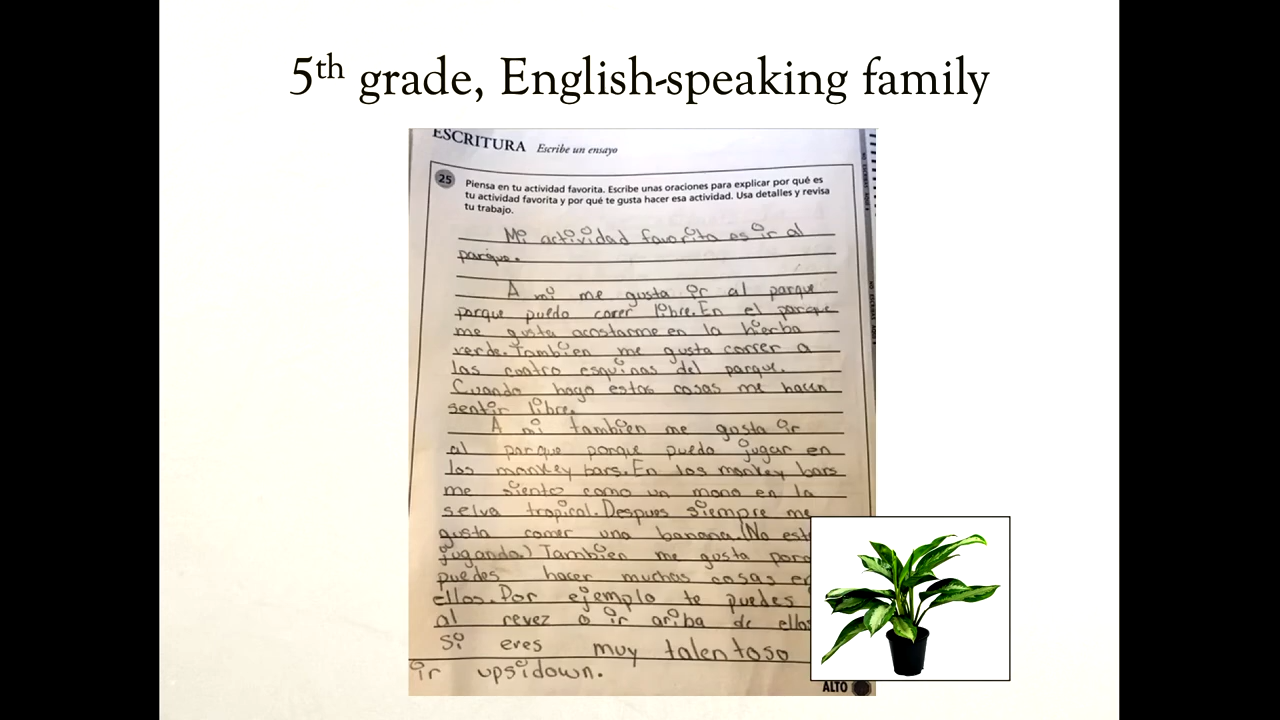 5th grade, English-speaking family
ESCRITURA Escribe un ensayo
25 Piensa en tu actividad favorita. Escribe unas oraciones para explicar por qué es
tu actividad favorita y por qué te gusta hacer esa actividad. Usa detalles y revisa
tu trabajo.
Mi actividad favorita es ir al
parque.
A mi me gusta ir al parque
porque puedo correr libre. En el parque
me gusta acostarme en la hierba
verde. Tambien me gusta correr a
las cuatro esquinas del parque.
Cuando hago estas cosas me hacen
sentir libre.
A mi tambien me gusta ir
al parque porque puedo jugar en
los monkey bars. En los monkey bars
me siento como un mono en la
selva tropical. Despues siempre me
gusta comer una banana. (No est
juganda.) Tambien me gusta porq
puedes hacer muchas cosas en
ellos. Por ejemplo te puedes
al revez o ir ariba de ellos
Si eres muy talentoso
ir upsidown.
ALTO